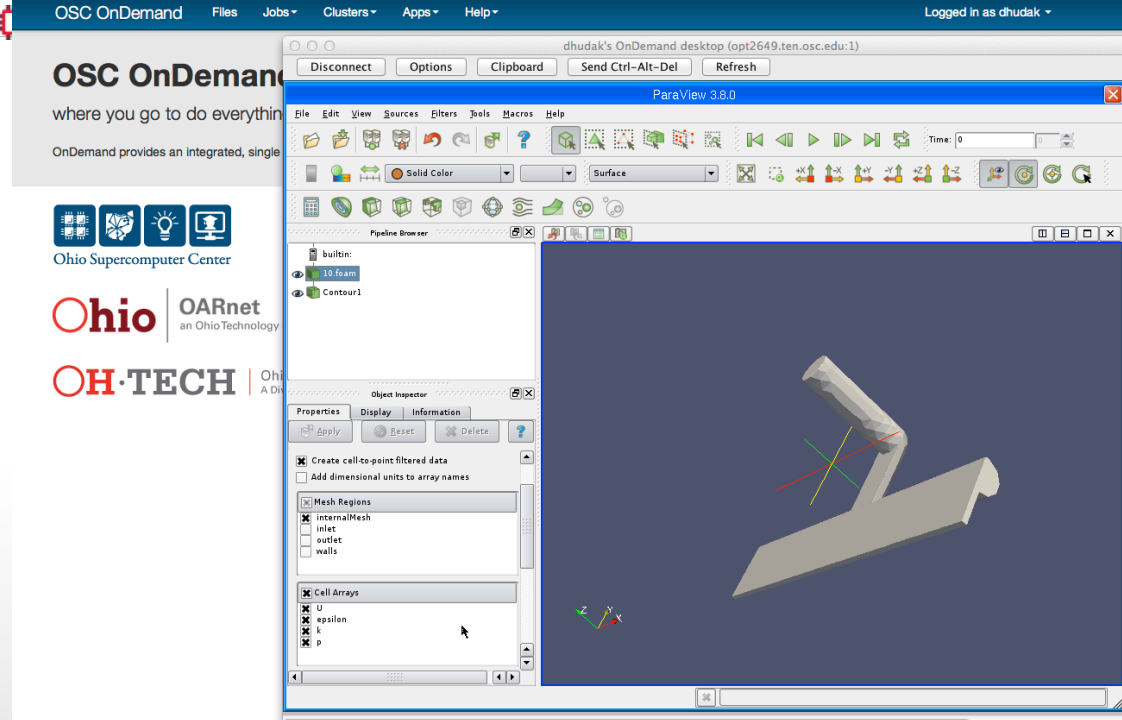 OSC OnDemand Files Jobs Clusters Apps Help Logged in as dhudak
OSC OnDeman
where you go to do everythin
OnDemand provides an integrated, single
Ohio Supercomputer Center
Ohio OARnet
an OhioTechnology
OH·TECH Ohi
A Di
dhudak's OnDemand desktop (opt2649.ten.osc.edu:1)
Disconnect Options Clipboard Send Ctrl-Alt-Del Refresh
ParaView 3.8.0
File Edit View Sources Filters Tools Macros Help
Time: 0 0
Solid Color Surface +X -X +Y -Y +Z -Z
Pipeline Browser
builtin:
10.foam
Contour1
Object Inspector
Properties Display Information
Apply Reset Delete ?
Create cell-to-point filtered data
Add dimensional units to array names
Mesh Regions
internalMesh
inlet
outlet
walls
Cell Arrays
U
epsilon
k
p
Z Y X